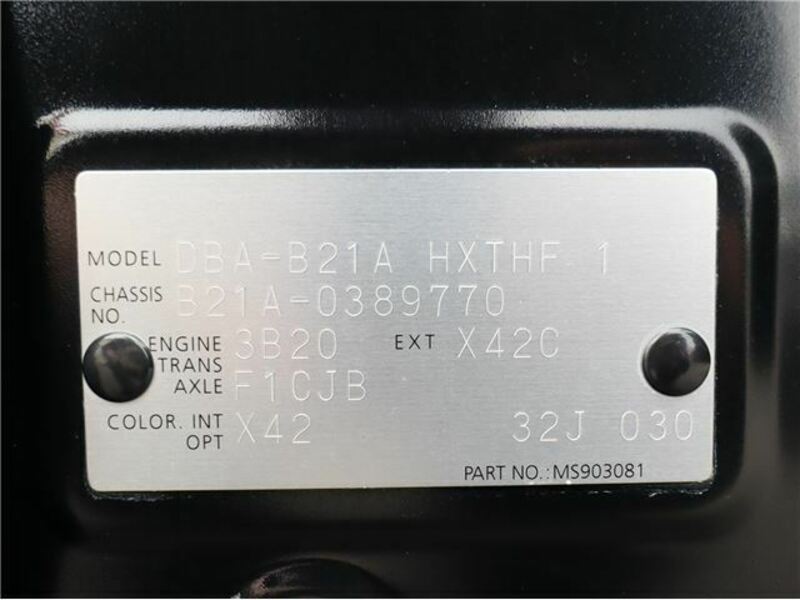 MODEL DBA-B21A HXTHF 1
CHASSIS NO. B21A-0389770
ENGINE 3B20 EXT X42C
TRANS AXLE F1CJB
COLOR. INT X42 32J 030
OPT
PART NO.:MS903081